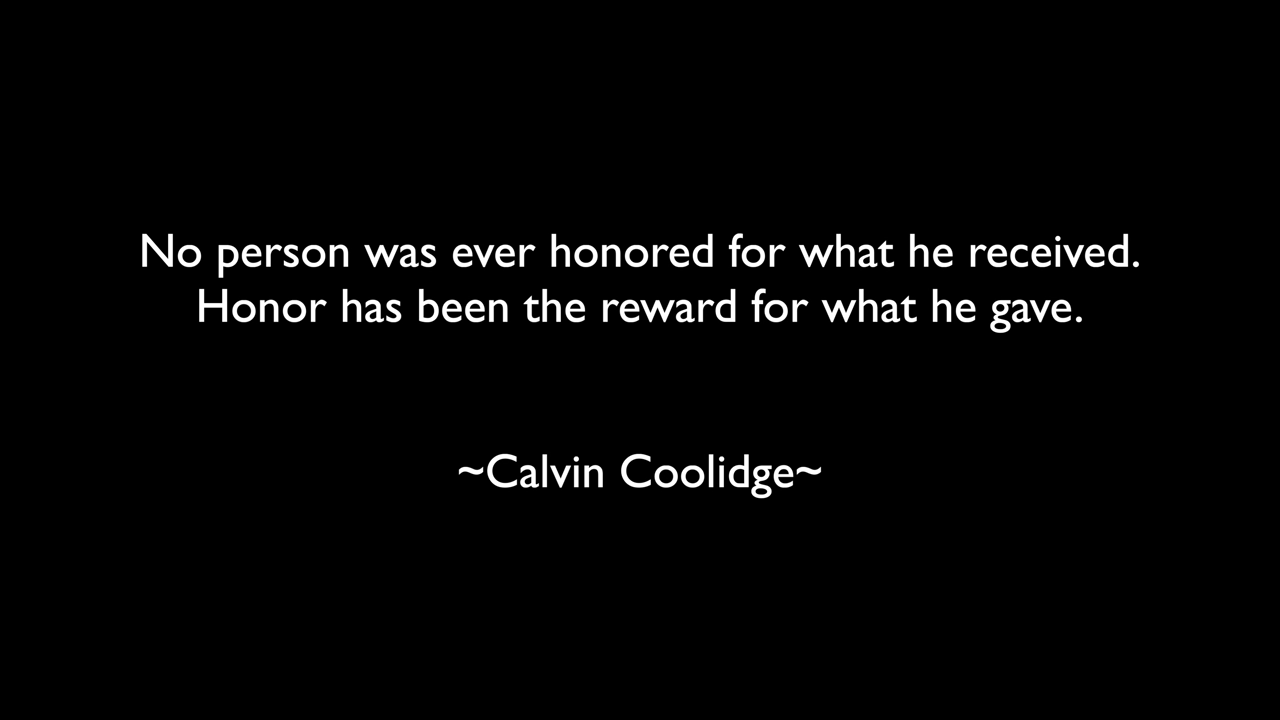 No person was ever honored for what he received.
Honor has been the reward for what he gave.
~Calvin Coolidge~